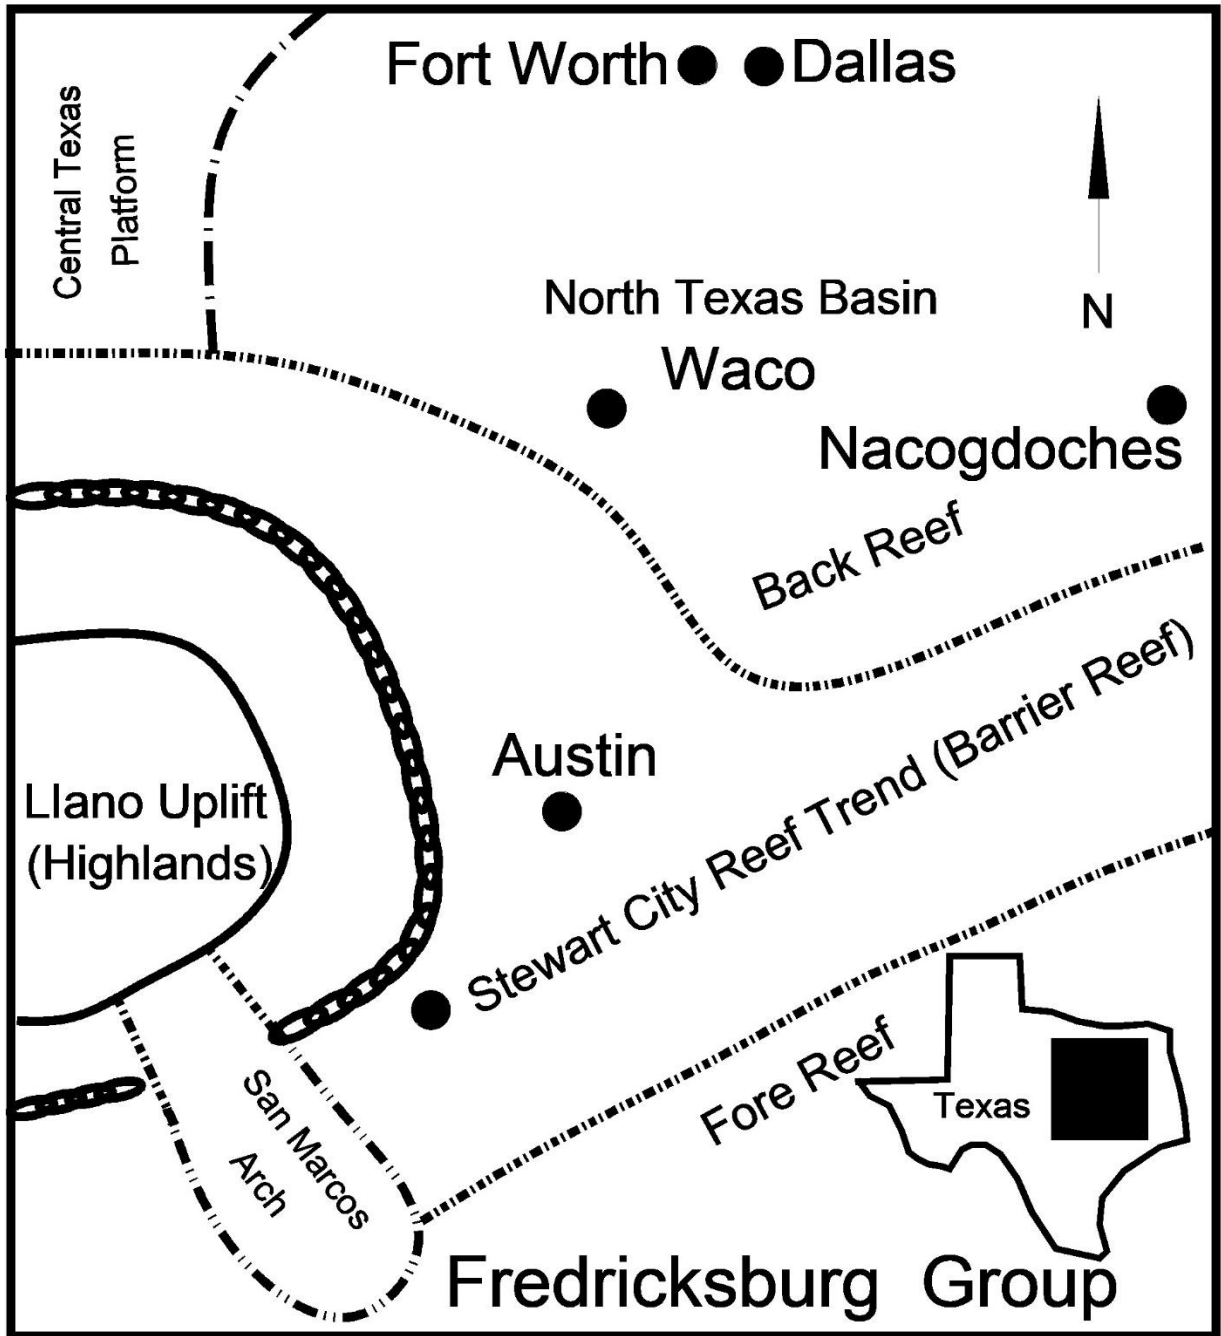 Fort Worth
Dallas
Central Texas
Platform
North Texas Basin
N
Waco
Nacogdoches
Back Reef
Stewart City Reef Trend (Barrier Reef)
Austin
Llano Uplift
(Highlands)
Fore Reef
San Marcos
Arch
Texas
Fredricksburg Group